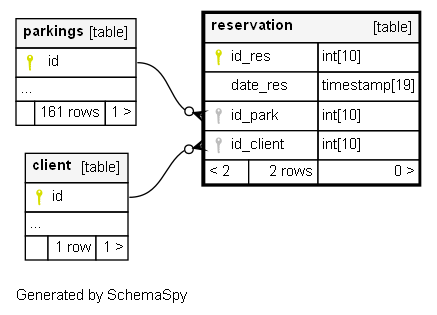 parkings [table]
id
...
161 rows 1 >
client [table]
id
...
1 row 1 >
reservation [table]
id_res int[10]
date_res timestamp[19]
id_park int[10]
id_client int[10]
< 2 2 rows 0 >
Generated by SchemaSpy